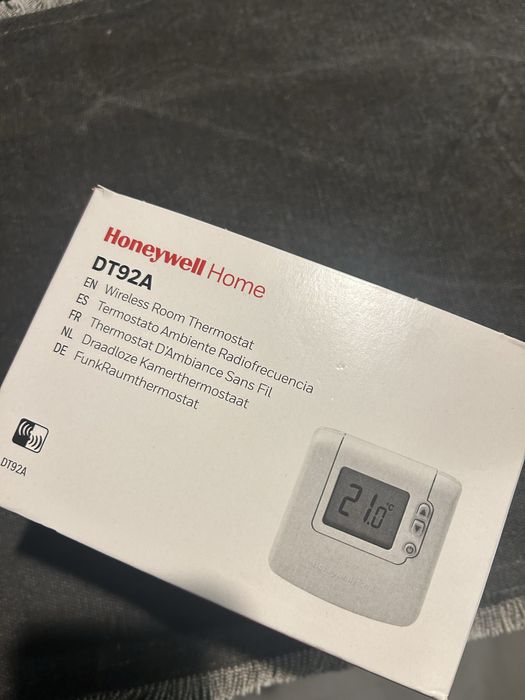 Honeywell Home
DT92A
EN Wireless Room Thermostat
ES Termostato Ambiente Radiofrecuencia
FR Thermostat D'Ambiance Sans Fil
NL Draadloze Kamerthermostaat
DE FunkRaumthermostat
DT92A
21.0°C